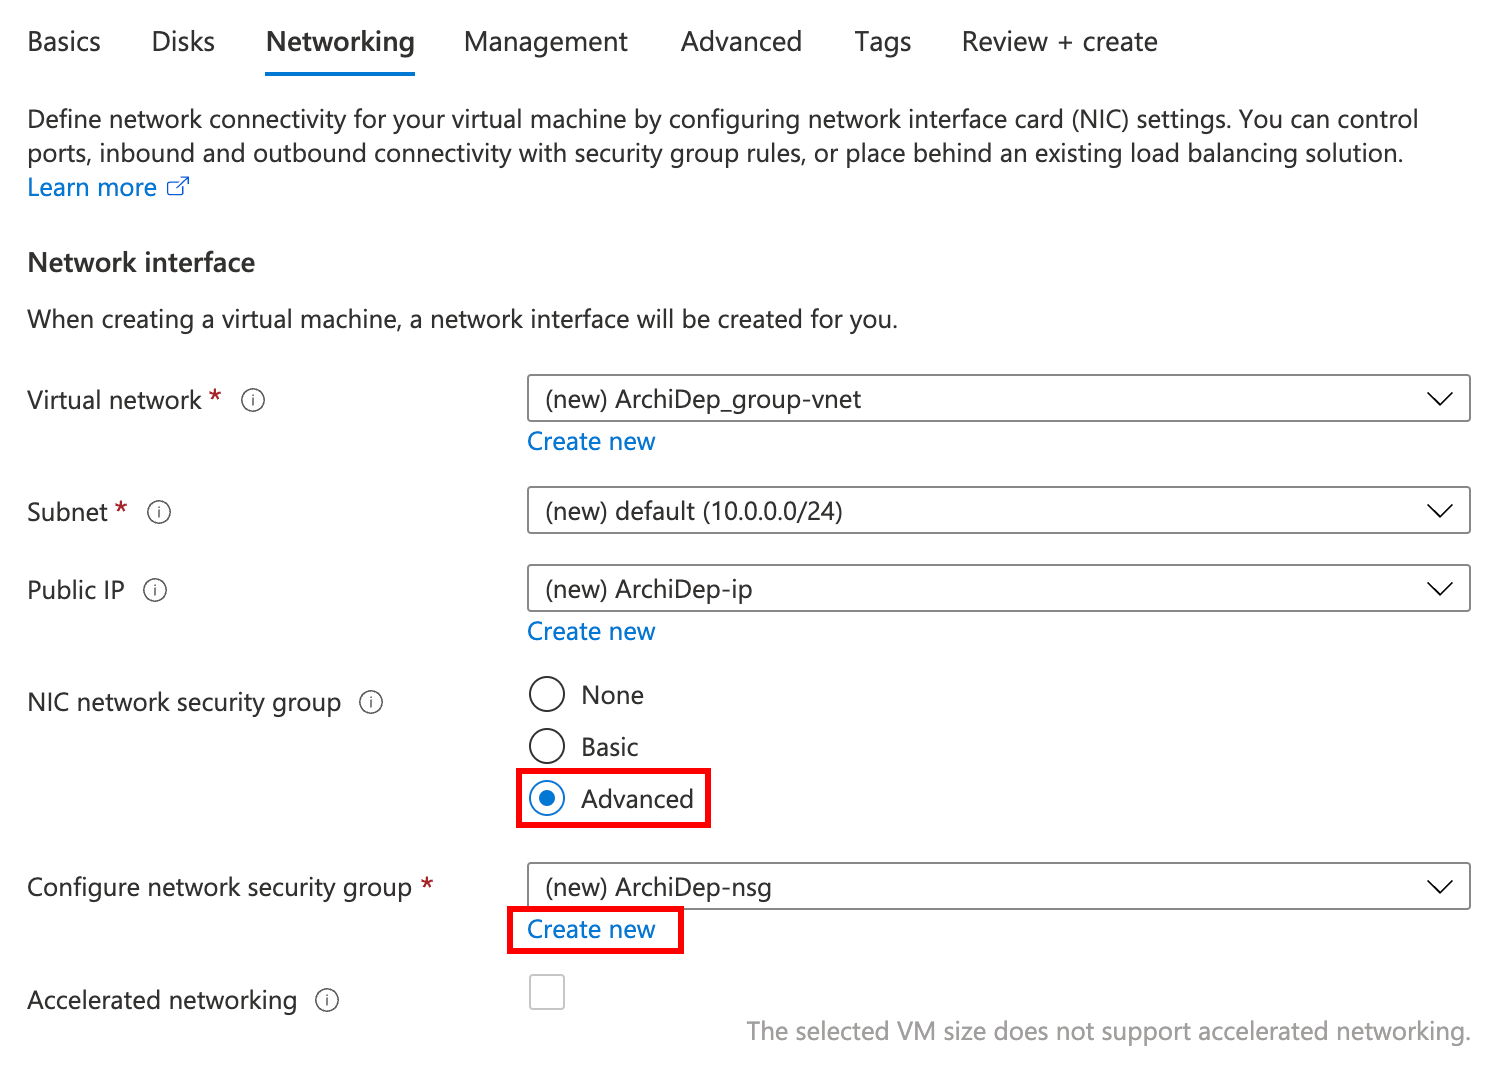 Basics Disks Networking Management Advanced Tags Review + create
Define network connectivity for your virtual machine by configuring network interface card (NIC) settings. You can control
ports, inbound and outbound connectivity with security group rules, or place behind an existing load balancing solution.
Learn more
Network interface
When creating a virtual machine, a network interface will be created for you.
Virtual network * (new) ArchiDep_group-vnet
Create new
Subnet * (new) default (10.0.0.0/24)
Public IP (new) ArchiDep-ip
Create new
NIC network security group None
Basic
Advanced
Configure network security group * (new) ArchiDep-nsg
Create new
Accelerated networking
The selected VM size does not support accelerated networking.